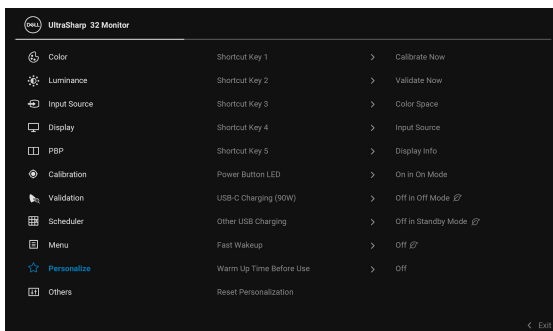 DELL UltraSharp 32 Monitor
Color Shortcut Key 1 > Calibrate Now
Luminance Shortcut Key 2 > Validate Now
Input Source Shortcut Key 3 > Color Space
Display Shortcut Key 4 > Input Source
PBP Shortcut Key 5 > Display Info
Calibration Power Button LED > On in On Mode
Validation USB-C Charging (90W) > Off in Off Mode
Scheduler Other USB Charging > Off in Standby Mode
Menu Fast Wakeup > Off
Personalize Warm Up Time Before Use > Off
Others Reset Personalization
< Exit